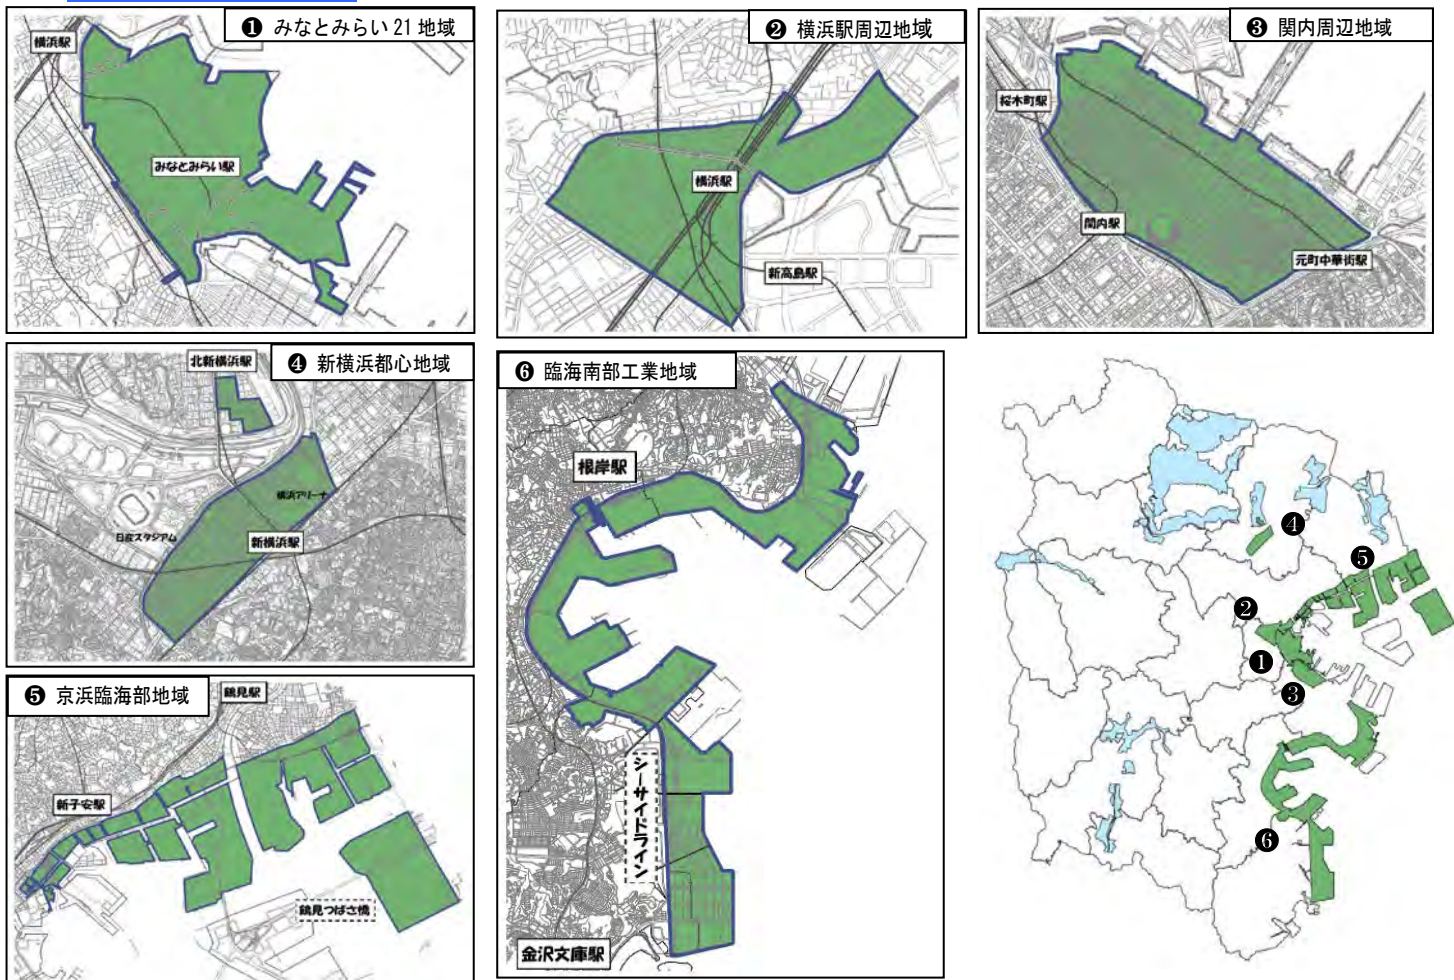 ❶ みなとみらい 21 地域
横浜駅
みなとみらい駅
❷ 横浜駅周辺地域
横浜駅
新高島駅
❸ 関内周辺地域
桜木町駅
関内駅
元町中華街駅
❹ 新横浜都心地域
北新横浜駅
横浜アリーナ
日産スタジアム
新横浜駅
❺ 京浜臨海部地域
鶴見駅
新子安駅
鶴見つばさ橋
❻ 臨海南部工業地域
根岸駅
シーサイドライン
金沢文庫駅
❹
❺
❷
❶
❸
❻